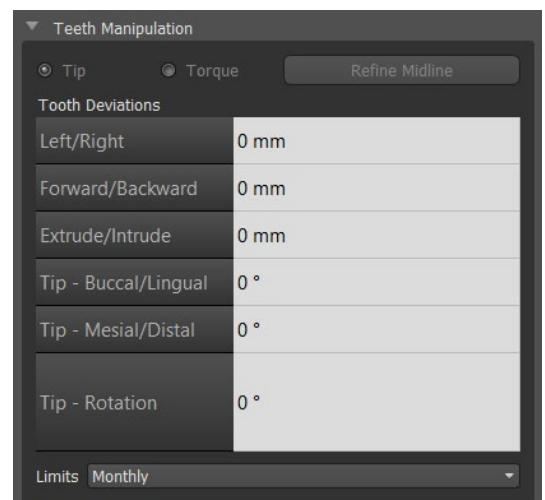 Teeth Manipulation
Tip Torque Refine Midline
Tooth Deviations
Left/Right 0 mm
Forward/Backward 0 mm
Extrude/Intrude 0 mm
Tip - Buccal/Lingual 0 °
Tip - Mesial/Distal 0 °
Tip - Rotation 0 °
Limits Monthly